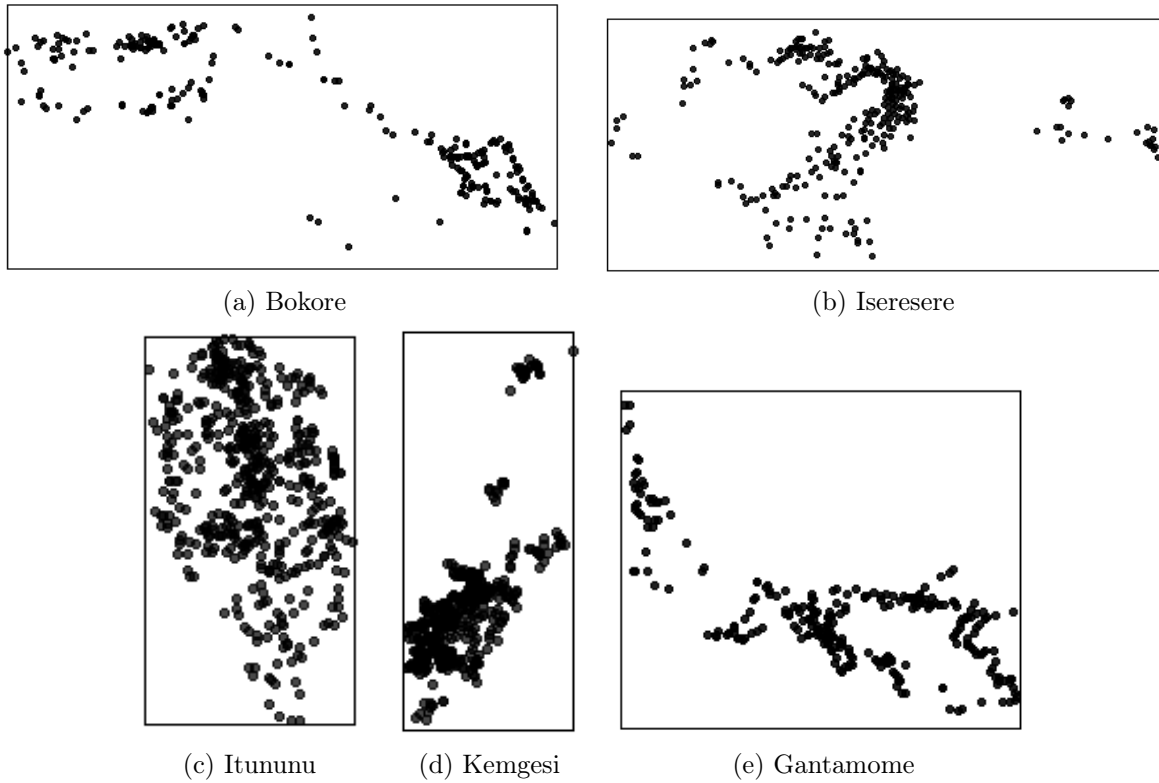 (a) Bokore
(b) Iseresere
(c) Itununu
(d) Kemgesi
(e) Gantamome